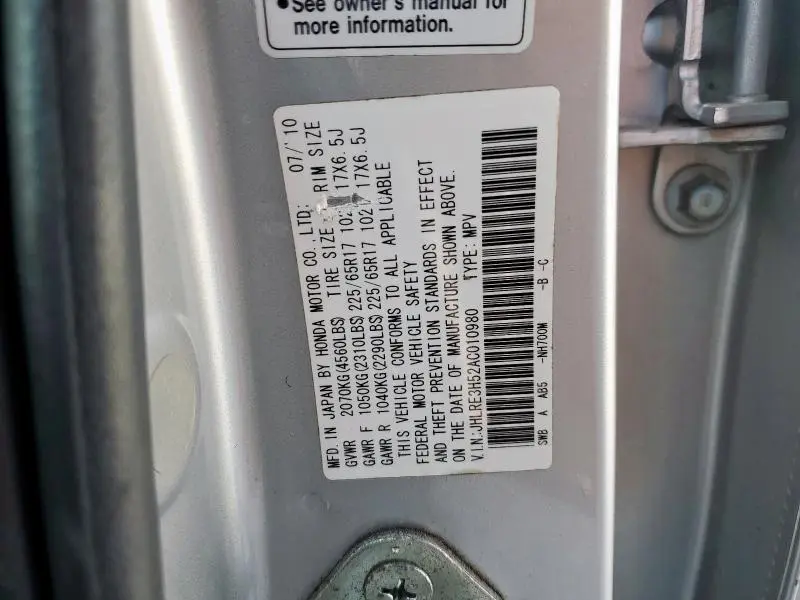 •See owner's manual for
more information.
MFD. IN JAPAN BY HONDA MOTOR CO., LTD; 07/'10
GVWR 2070KG(4560LBS) TIRE SIZE RIM SIZE
GAWR F 1050KG(2310LBS) 225/65R17 102 17X6.5J
GAWR R 1040KG(2290LBS) 225/65R17 102 17X6.5J
THIS VEHICLE CONFORMS TO ALL APPLICABLE
FEDERAL MOTOR VEHICLE SAFETY
AND THEFT PREVENTION STANDARDS IN EFFECT
ON THE DATE OF MANUFACTURE SHOWN ABOVE.
V.I.N:JHLRE3H52AC010980 TYPE: MPV
SWB A AB5 -NH700M -B -C